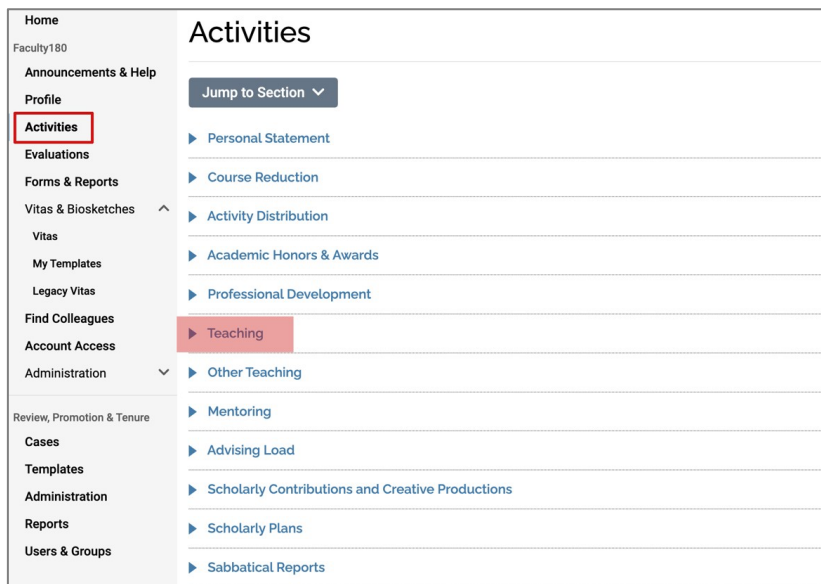 Home
Faculty180
Announcements & Help
Profile
Activities
Evaluations
Forms & Reports
Vitas & Biosketches
Vitas
My Templates
Legacy Vitas
Find Colleagues
Account Access
Administration
Review, Promotion & Tenure
Cases
Templates
Administration
Reports
Users & Groups
Activities
Jump to Section
Personal Statement
Course Reduction
Activity Distribution
Academic Honors & Awards
Professional Development
Teaching
Other Teaching
Mentoring
Advising Load
Scholarly Contributions and Creative Productions
Scholarly Plans
Sabbatical Reports